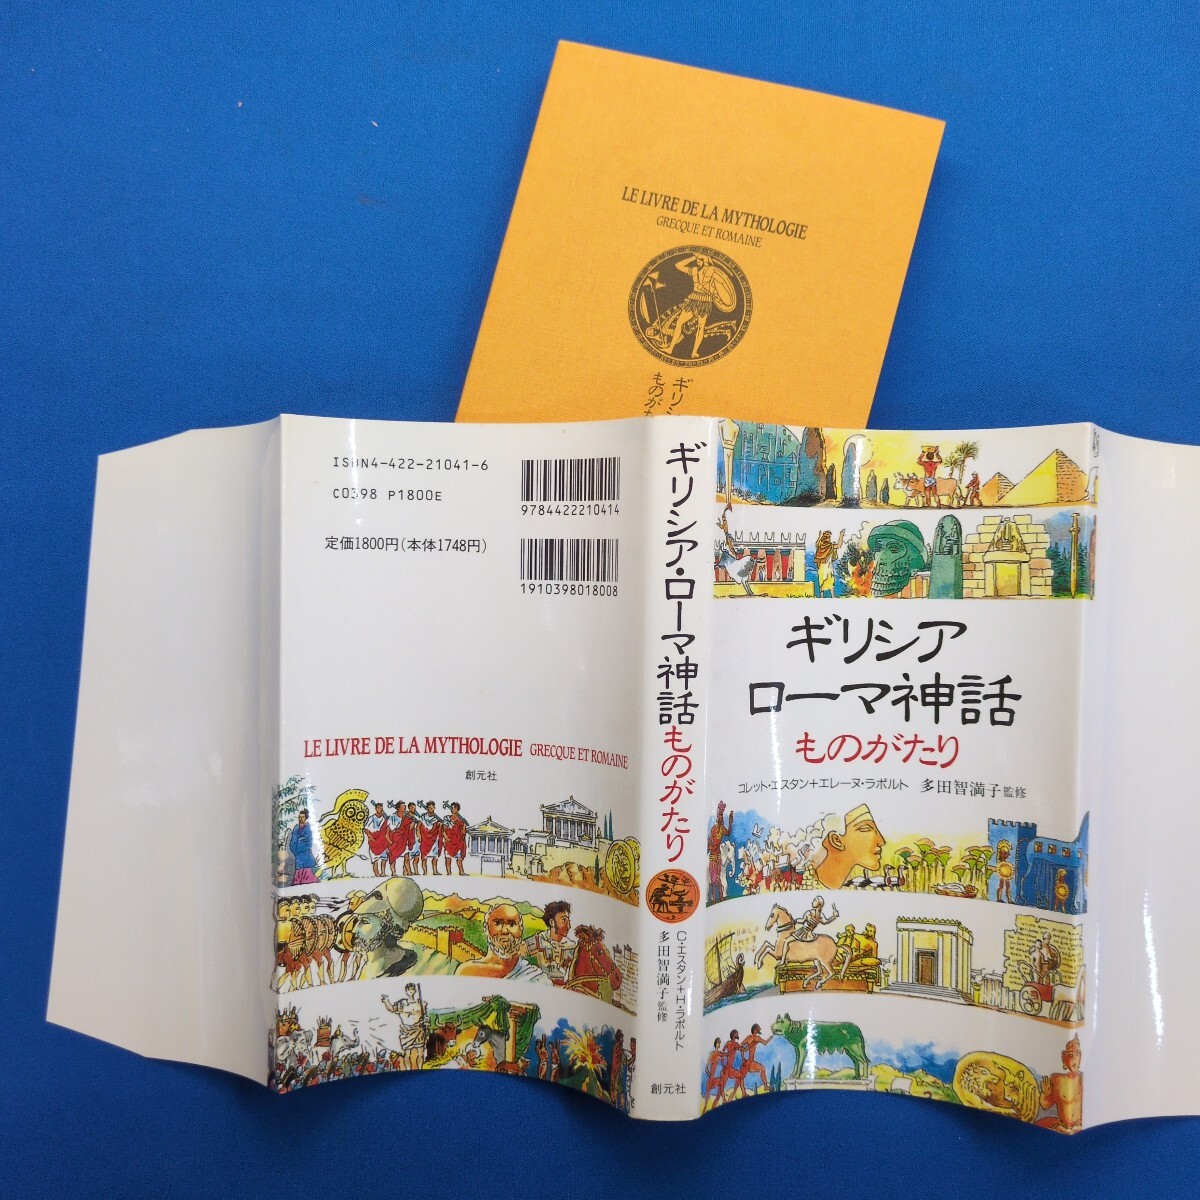 LE LIVRE DE LA MYTHOLOGIE
GRECQUE ET ROMAINE
ギリシ
ものがた
ISBN4-422-21041-6
C0398 P1800E
定価1800円(本体1748円)
9784422210414
1910398018008
LE LIVRE DE LA MYTHOLOGIE GRECQUE ET ROMAINE
創元社
ギリシア・ローマ神話ものがたり
C・エスタン+H・ラポルト
多田智満子監修
創元社
ギリシア
ローマ神話
ものがたり
コレット・エスタン+エレーヌ・ラポルト 多田智満子監修